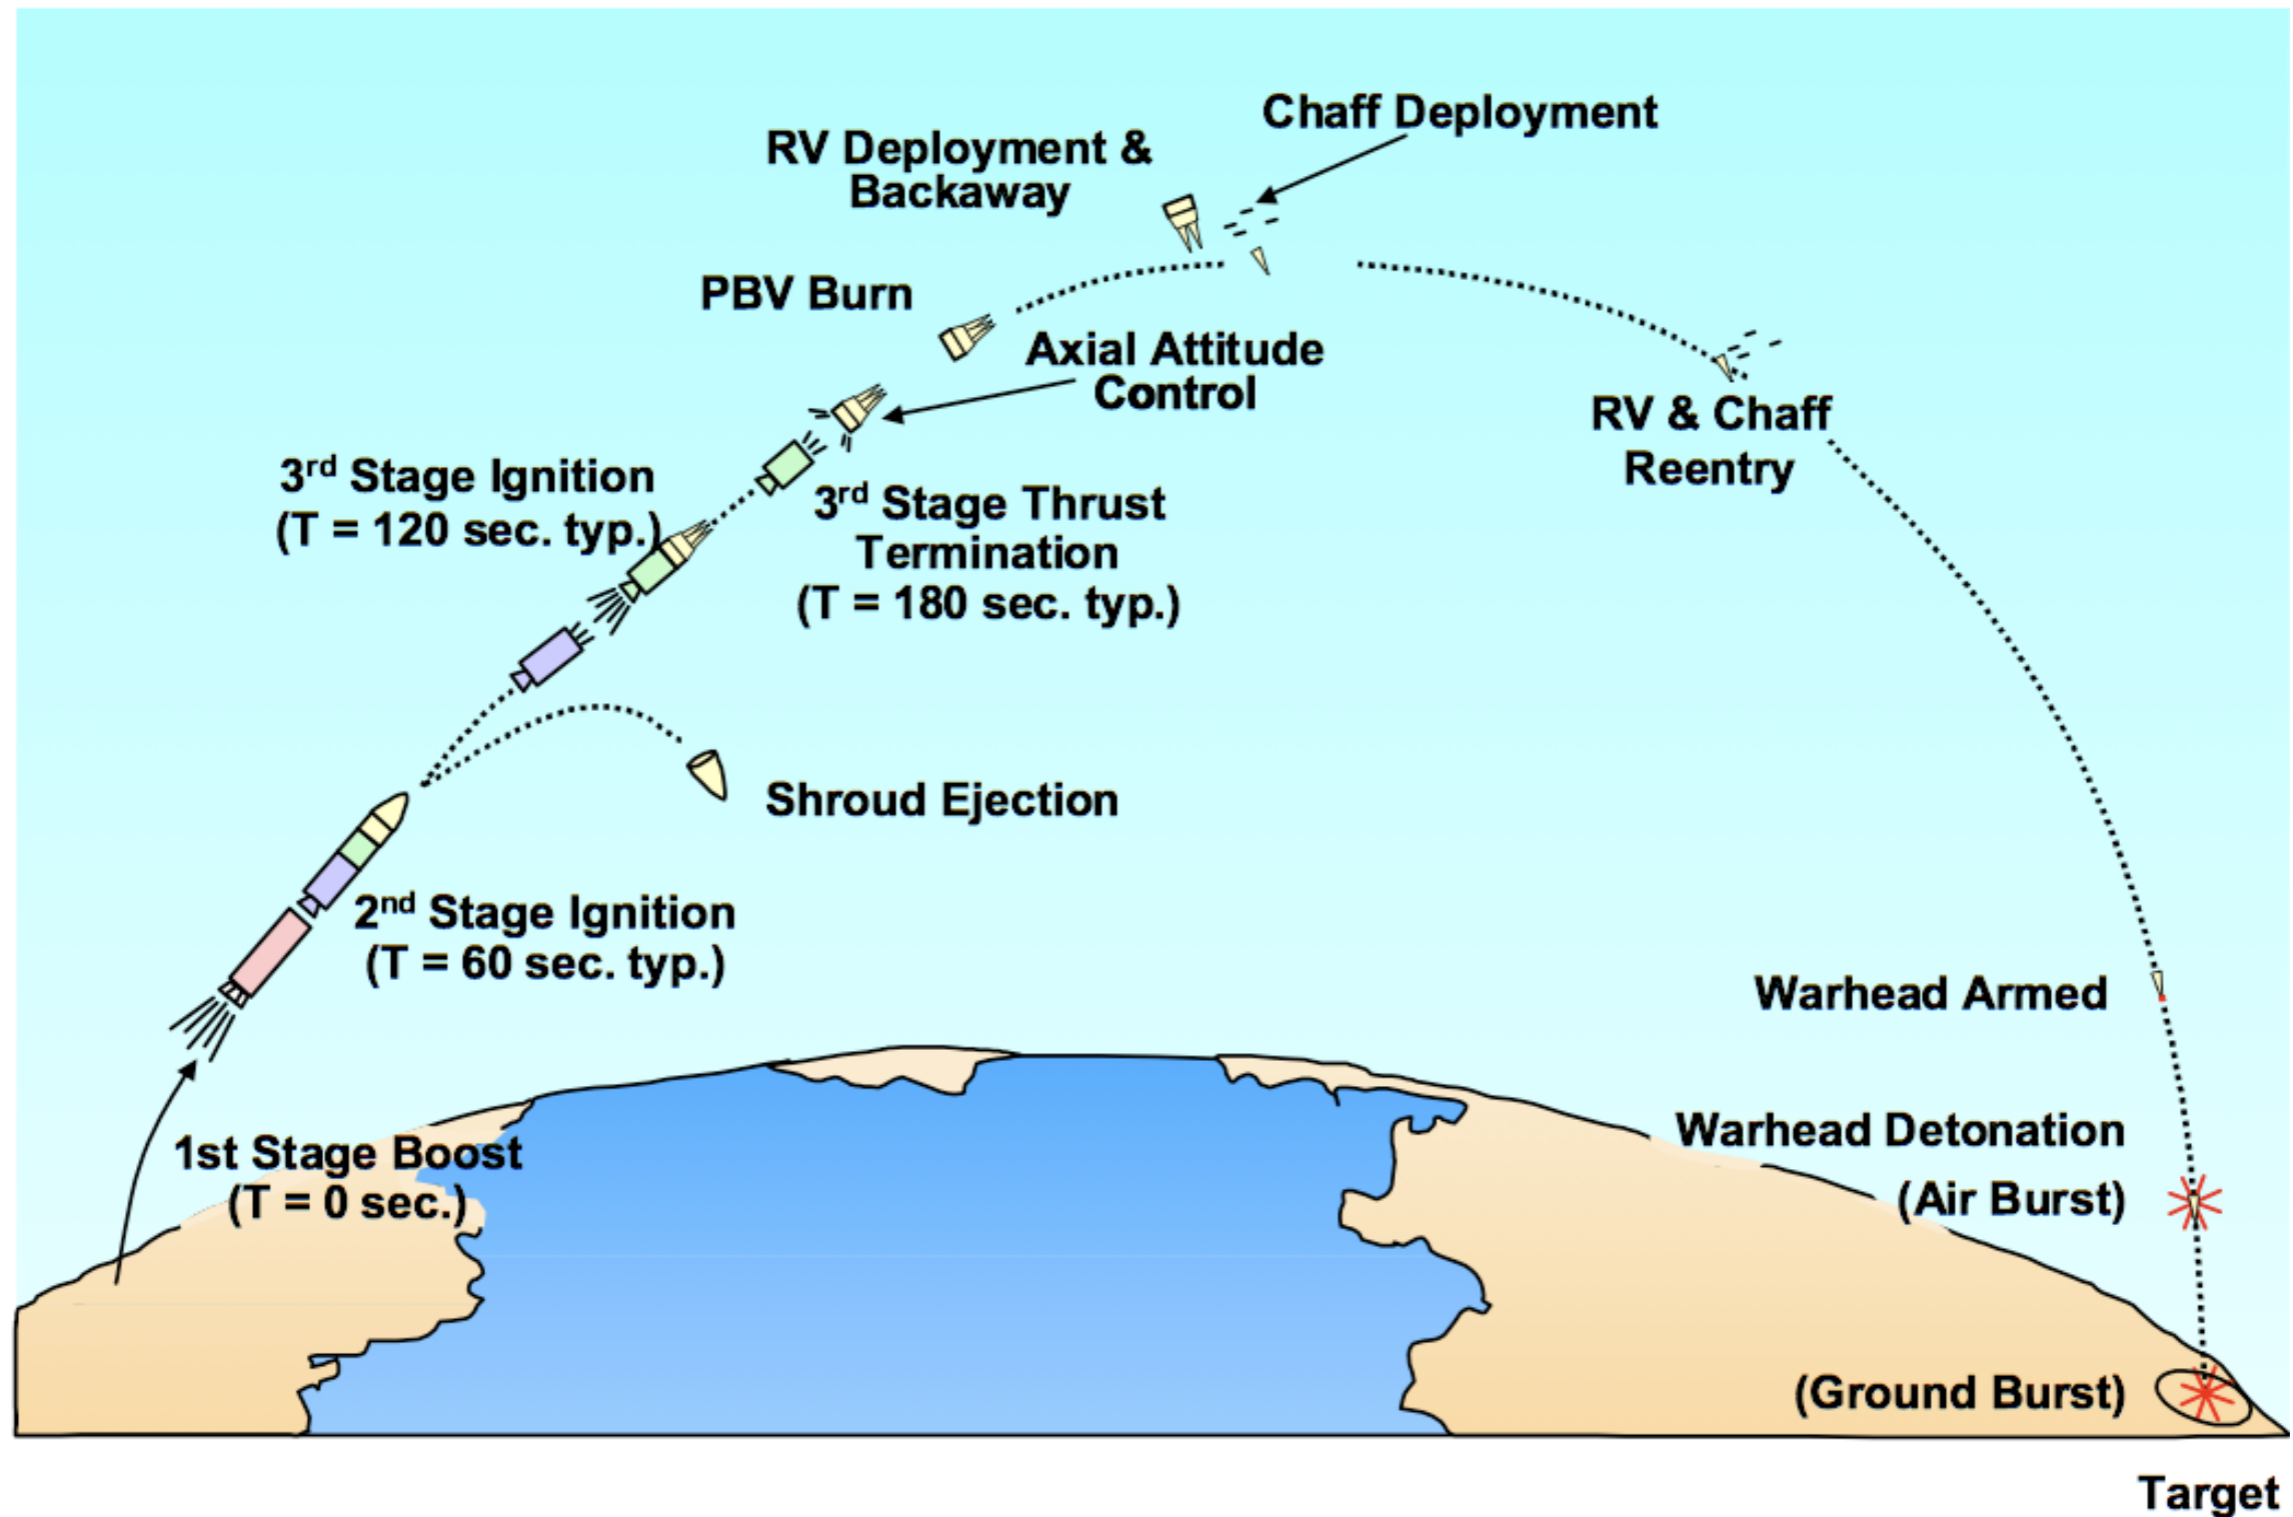 Chaff Deployment
RV Deployment &
Backaway
PBV Burn
Axial Attitude
Control
RV & Chaff
Reentry
3rd Stage Ignition
(T = 120 sec. typ.)
3rd Stage Thrust
Termination
(T = 180 sec. typ.)
Shroud Ejection
2nd Stage Ignition
(T = 60 sec. typ.)
Warhead Armed
Warhead Detonation
(Air Burst)
1st Stage Boost
(T = 0 sec.)
(Ground Burst)
Target